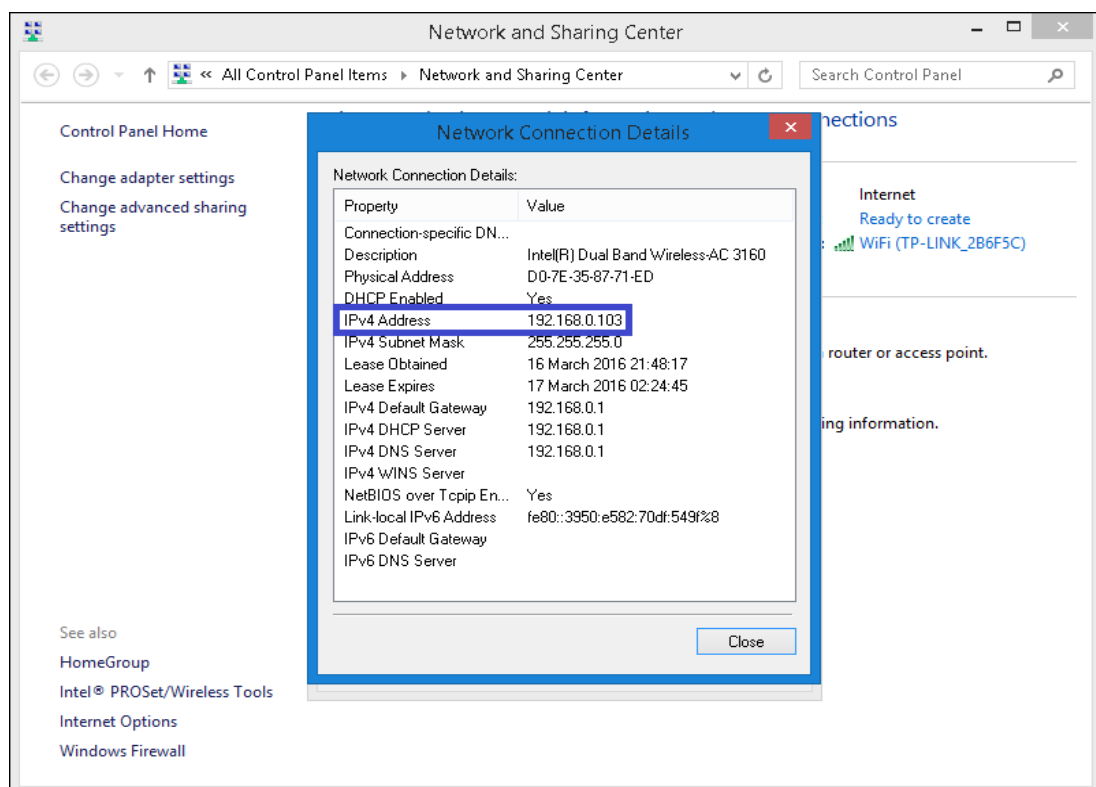 Network and Sharing Center
« All Control Panel Items Network and Sharing Center Search Control Panel
Control Panel Home
Change adapter settings
Change advanced sharing
settings
See also
HomeGroup
Intel® PROSet/Wireless Tools
Internet Options
Windows Firewall
Network Connection Details
Network Connection Details:
Property Value
Connection-specific DN...
Description Intel(R) Dual Band Wireless-AC 3160
Physical Address D0-7E-35-87-71-ED
DHCP Enabled Yes
IPv4 Address 192.168.0.103
IPv4 Subnet Mask 255.255.255.0
Lease Obtained 16 March 2016 21:48:17
Lease Expires 17 March 2016 02:24:45
IPv4 Default Gateway 192.168.0.1
IPv4 DHCP Server 192.168.0.1
IPv4 DNS Server 192.168.0.1
IPv4 WINS Server
NetBIOS over Tcpip En... Yes
Link-local IPv6 Address fe80::3950:e582:70df:549f%8
IPv6 Default Gateway
IPv6 DNS Server
Close
nections
Internet
Ready to create
: WiFi (TP-LINK_2B6F5C)
router or access point.
ing information.